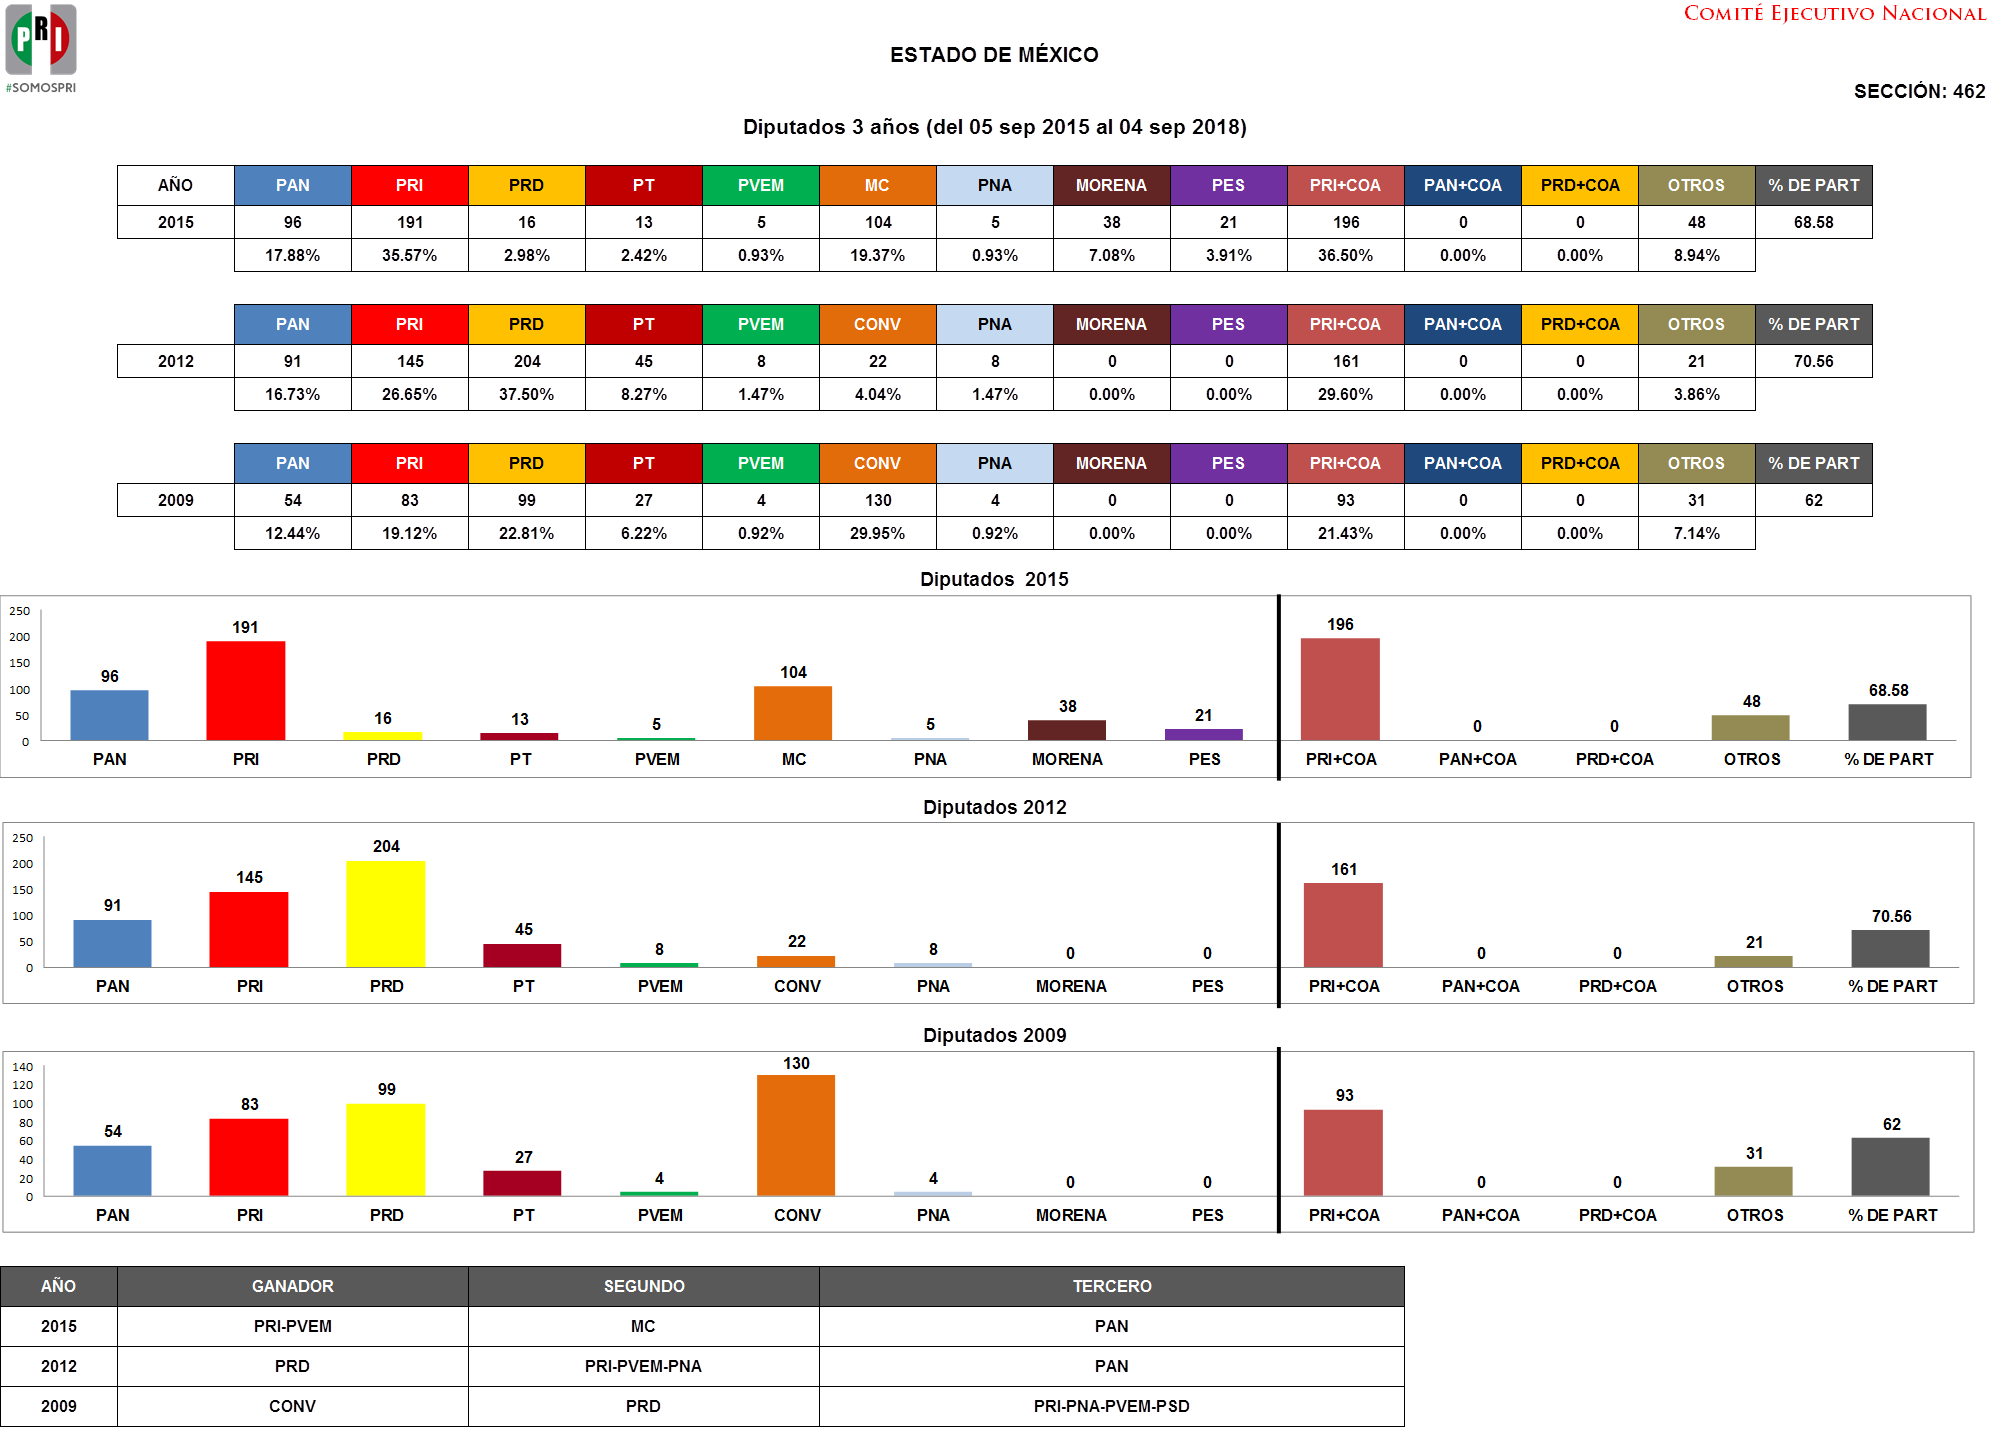 PRI
#SOMOSPRI
COMITÉ EJECUTIVO NACIONAL
ESTADO DE MÉXICO
SECCIÓN: 462
Diputados 3 años (del 05 sep 2015 al 04 sep 2018)
AÑO PAN PRI PRD PT PVEM MC PNA MORENA PES PRI+COA PAN+COA PRD+COA OTROS % DE PART
2015 96 191 16 13 5 104 5 38 21 196 0 0 48 68.58
17.88% 35.57% 2.98% 2.42% 0.93% 19.37% 0.93% 7.08% 3.91% 36.50% 0.00% 0.00% 8.94%
PAN PRI PRD PT PVEM CONV PNA MORENA PES PRI+COA PAN+COA PRD+COA OTROS % DE PART
2012 91 145 204 45 8 22 8 0 0 161 0 0 21 70.56
16.73% 26.65% 37.50% 8.27% 1.47% 4.04% 1.47% 0.00% 0.00% 29.60% 0.00% 0.00% 3.86%
PAN PRI PRD PT PVEM CONV PNA MORENA PES PRI+COA PAN+COA PRD+COA OTROS % DE PART
2009 54 83 99 27 4 130 4 0 0 93 0 0 31 62
12.44% 19.12% 22.81% 6.22% 0.92% 29.95% 0.92% 0.00% 0.00% 21.43% 0.00% 0.00% 7.14%
Diputados 2015
250
200
150
100
50
0
96 191 16 13 5 104 5 38 21 196 0 0 48 68.58
PAN PRI PRD PT PVEM MC PNA MORENA PES PRI+COA PAN+COA PRD+COA OTROS % DE PART
Diputados 2012
250
200
150
100
50
0
91 145 204 45 8 22 8 0 0 161 0 0 21 70.56
PAN PRI PRD PT PVEM CONV PNA MORENA PES PRI+COA PAN+COA PRD+COA OTROS % DE PART
Diputados 2009
140
120
100
80
60
40
20
0
54 83 99 27 4 130 4 0 0 93 0 0 31 62
PAN PRI PRD PT PVEM CONV PNA MORENA PES PRI+COA PAN+COA PRD+COA OTROS % DE PART
AÑO GANADOR SEGUNDO TERCERO
2015 PRI-PVEM MC PAN
2012 PRD PRI-PVEM-PNA PAN
2009 CONV PRD PRI-PNA-PVEM-PSD